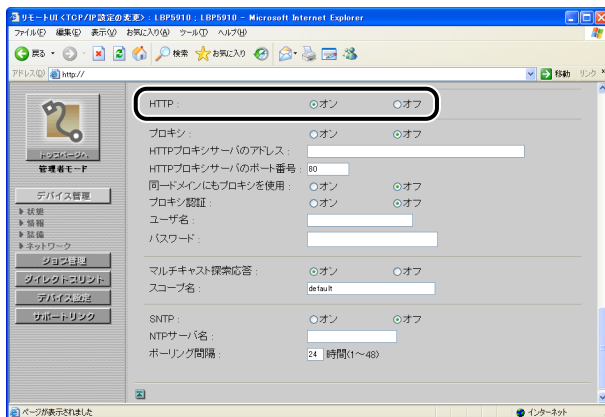 リモートUI <TCP/IP設定の変更> : LBP5910 ; LBP5910 - Microsoft Internet Explorer
ファイル(F) 編集(E) 表示(V) お気に入り(A) ツール(T) ヘルプ(H)
戻る 検索 お気に入り
アドレス(D) http:// 移動 リンク
HTTP : オン オフ
プロキシ : オン オフ
HTTPプロキシサーバのアドレス :
HTTPプロキシサーバのポート番号 : 80
同一ドメインにもプロキシを使用 : オン オフ
プロキシ認証 : オン オフ
ユーザ名 :
パスワード :
マルチキャスト探索応答 : オン オフ
スコープ名 : default
SNTP : オン オフ
NTPサーバ名 :
ポーリング間隔 : 24 時間(1~48)
トップページへ
管理者モード
デバイス管理
状態
情報
装備
ネットワーク
ジョブ管理
ダイレクトプリント
デバイス設定
サポートリンク
ページが表示されました インターネット